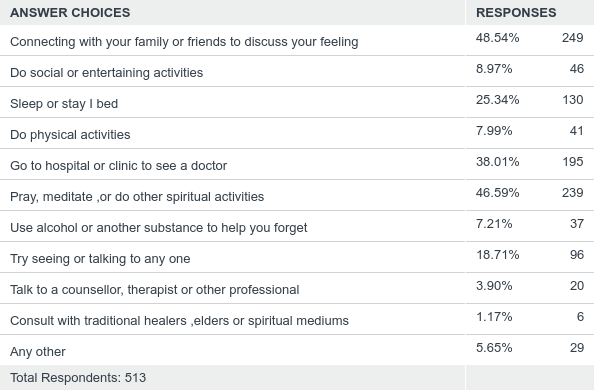 ANSWER CHOICES RESPONSES
Connecting with your family or friends to discuss your feeling 48.54% 249
Do social or entertaining activities 8.97% 46
Sleep or stay I bed 25.34% 130
Do physical activities 7.99% 41
Go to hospital or clinic to see a doctor 38.01% 195
Pray, meditate ,or do other spiritual activities 46.59% 239
Use alcohol or another substance to help you forget 7.21% 37
Try seeing or talking to any one 18.71% 96
Talk to a counsellor, therapist or other professional 3.90% 20
Consult with traditional healers ,elders or spiritual mediums 1.17% 6
Any other 5.65% 29
Total Respondents: 513